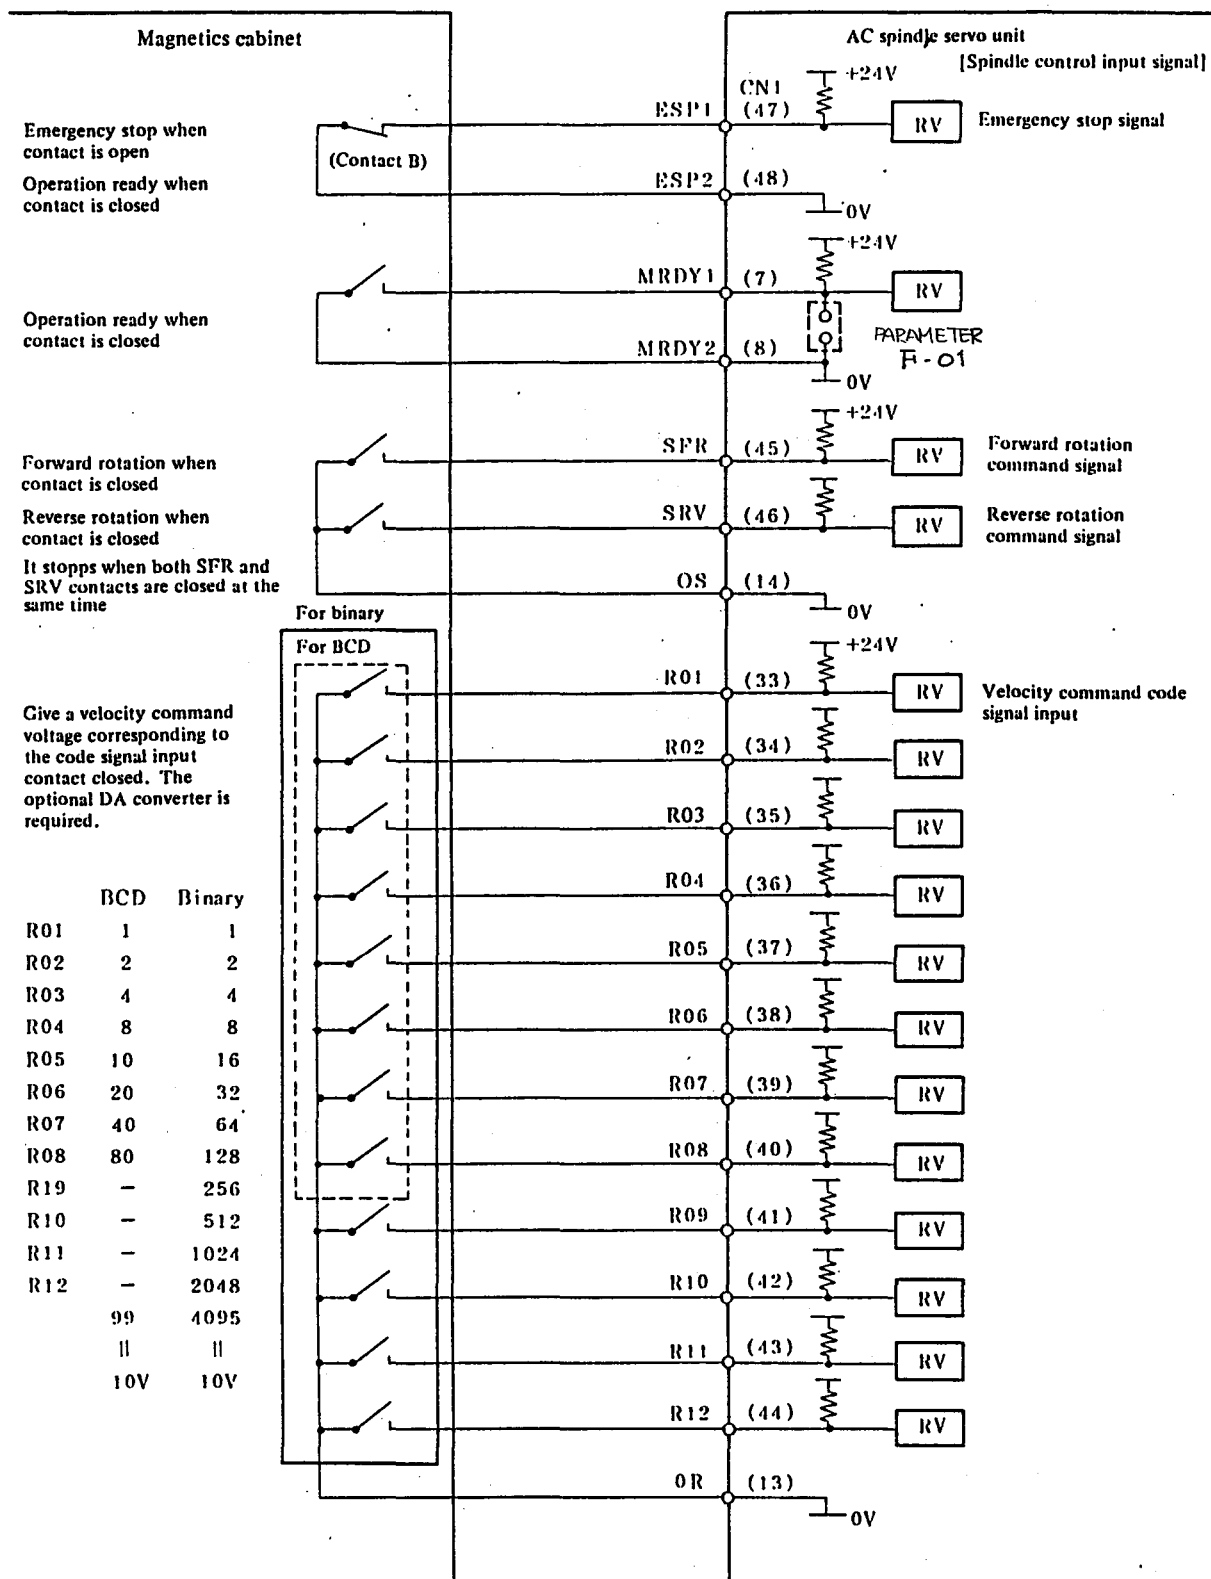 Magnetics cabinet
AC spindle servo unit
[Spindle control input signal]
+24V
CN1
ESP1 (47)
RV
Emergency stop signal
Emergency stop when
contact is open
(Contact B)
Operation ready when
contact is closed
ESP2 (48)
0V
+24V
MRDY1 (7)
RV
Operation ready when
contact is closed
PARAMETER
F-01
MRDY2 (8)
0V
+24V
SFR (45)
RV
Forward rotation
command signal
Forward rotation when
contact is closed
SRV (46)
RV
Reverse rotation
command signal
Reverse rotation when
contact is closed
It stopps when both SFR and
SRV contacts are closed at the
same time
OS (14)
0V
For binary
For BCD
+24V
R01 (33)
RV
Velocity command code
signal input
Give a velocity command
voltage corresponding to
the code signal input
contact closed. The
optional DA converter is
required.
R02 (34)
RV
R03 (35)
RV
R04 (36)
RV
R05 (37)
RV
R06 (38)
RV
R07 (39)
RV
R08 (40)
RV
R09 (41)
RV
R10 (42)
RV
R11 (43)
RV
R12 (44)
RV
OR (13)
0V
BCD Binary
R01 1 1
R02 2 2
R03 4 4
R04 8 8
R05 10 16
R06 20 32
R07 40 64
R08 80 128
R19 — 256
R10 — 512
R11 — 1024
R12 — 2048
99 4095
|| ||
10V 10V